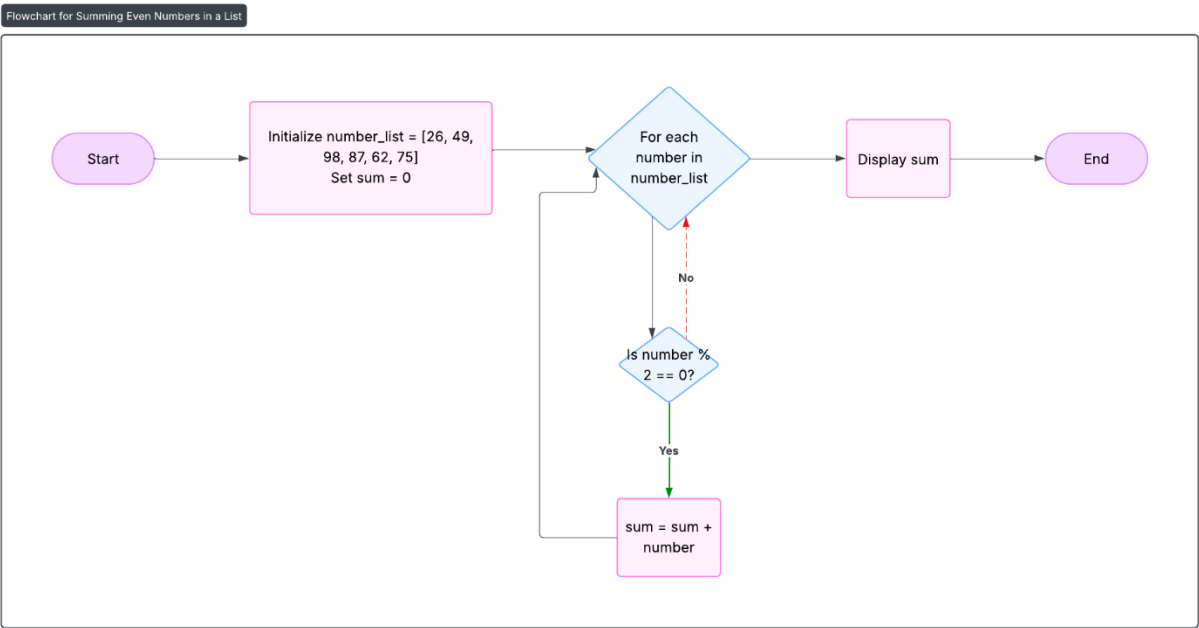 Flowchart for Summing Even Numbers in a List
Start
Initialize number_list = [26, 49,
98, 87, 62, 75]
Set sum = 0
For each
number in
number_list
Display sum
End
No
Is number %
2 == 0?
Yes
sum = sum +
number